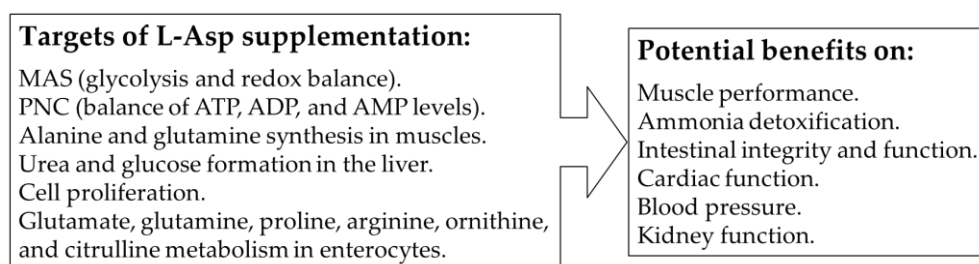 Targets of L-Asp supplementation:
MAS (glycolysis and redox balance).
PNC (balance of ATP, ADP, and AMP levels).
Alanine and glutamine synthesis in muscles.
Urea and glucose formation in the liver.
Cell proliferation.
Glutamate, glutamine, proline, arginine, ornithine,
and citrulline metabolism in enterocytes.
Potential benefits on:
Muscle performance.
Ammonia detoxification.
Intestinal integrity and function.
Cardiac function.
Blood pressure.
Kidney function.